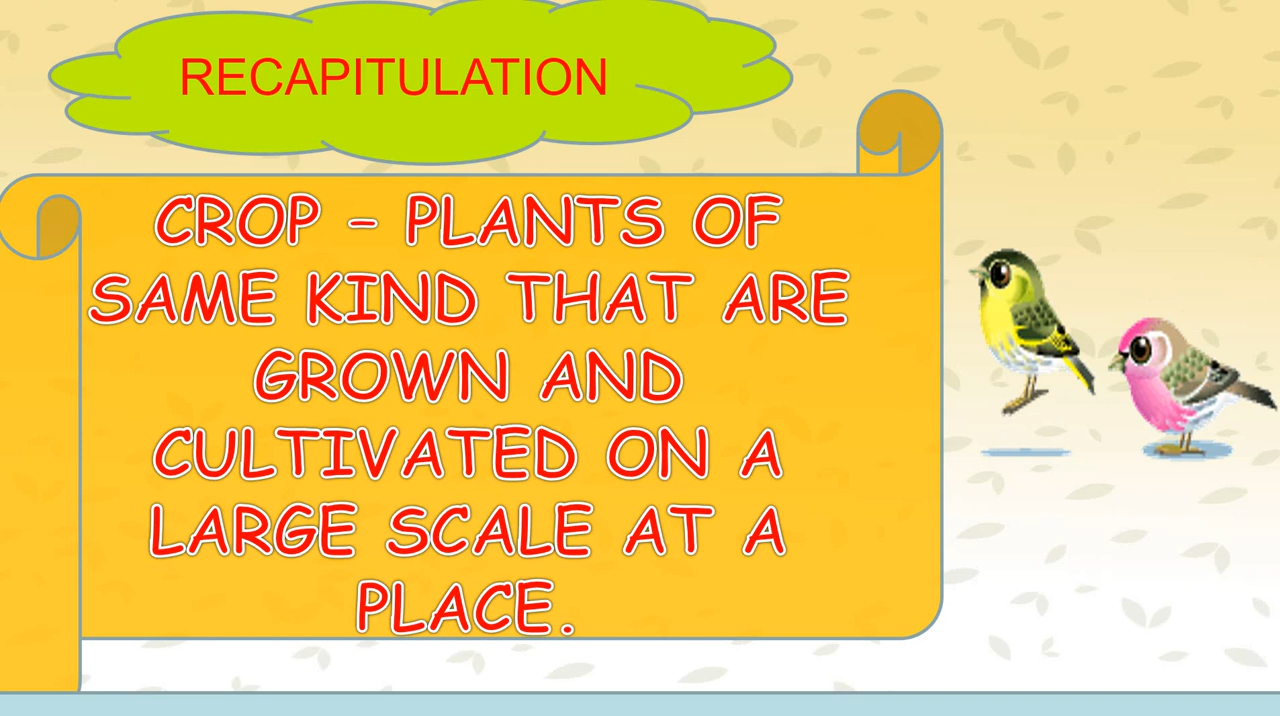 RECAPITULATION
CROP – PLANTS OF
SAME KIND THAT ARE
GROWN AND
CULTIVATED ON A
LARGE SCALE AT A
PLACE.